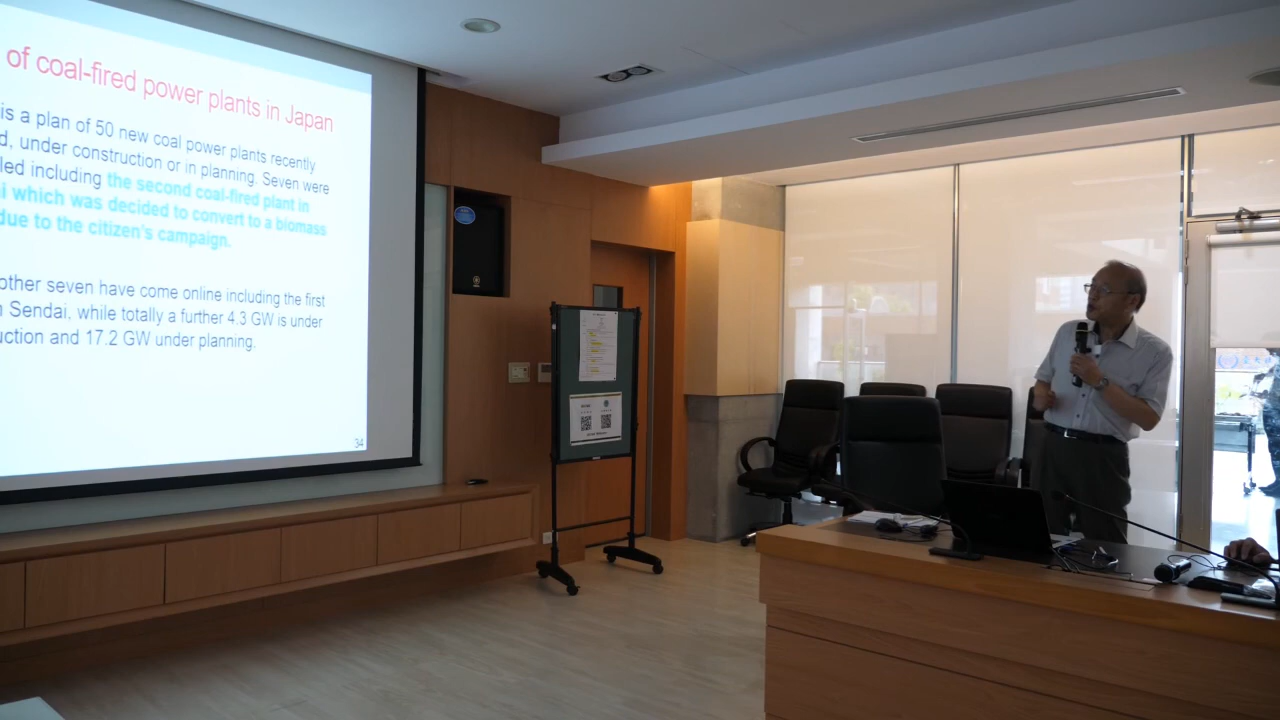 of coal-fired power plants in Japan
is a plan of 50 new coal power plants recently
d, under construction or in planning. Seven were
led including the second coal-fired plant in
ai which was decided to convert to a biomass
due to the citizen's campaign.
other seven have come online including the first
n Sendai. while totally a further 4.3 GW is under
uction and 17.2 GW under planning.
34